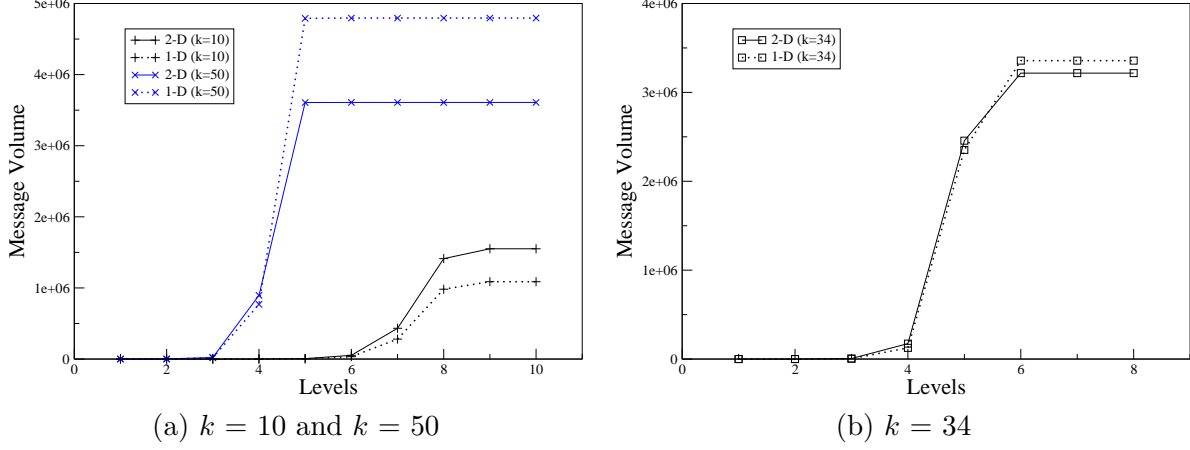 5e+06
4e+06
3e+06
2e+06
1e+06
0
Message Volume
2-D (k=10)
1-D (k=10)
2-D (k=50)
1-D (k=50)
0 2 4 6 8 10
Levels
(a) k = 10 and k = 50
4e+06
3e+06
2e+06
1e+06
0
Message Volume
2-D (k=34)
1-D (k=34)
0 2 4 6 8
Levels
(b) k = 34